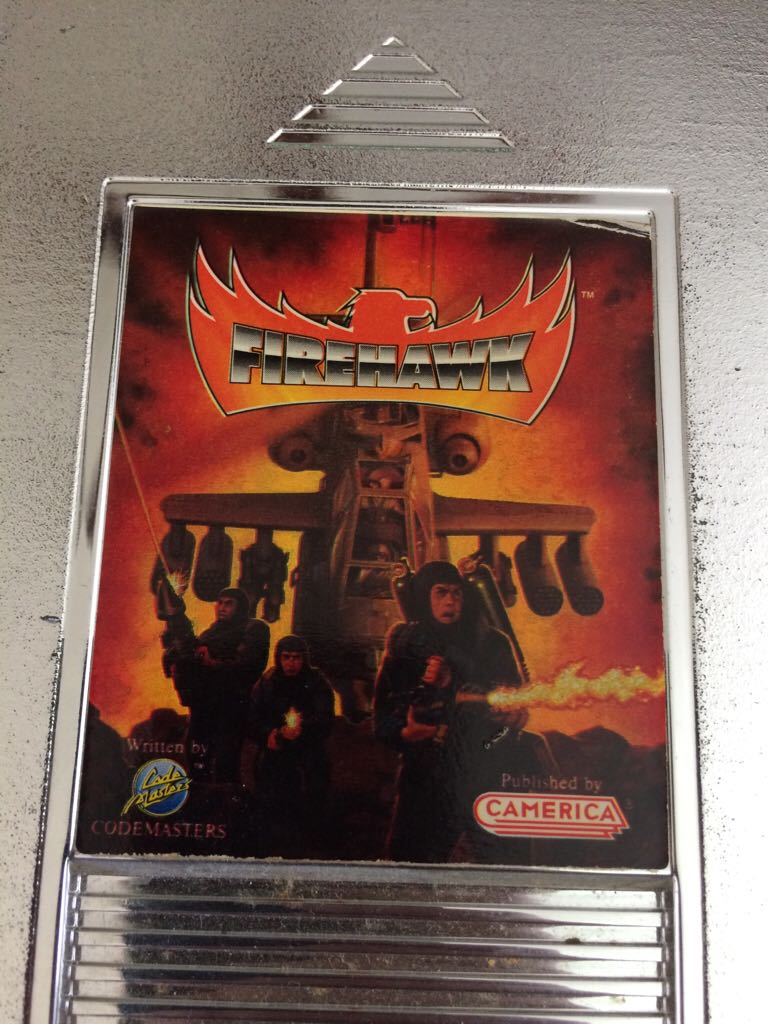 FIREHAWK ™
Written by
Code Masters
CODEMASTERS
Published by
CAMERICA ®